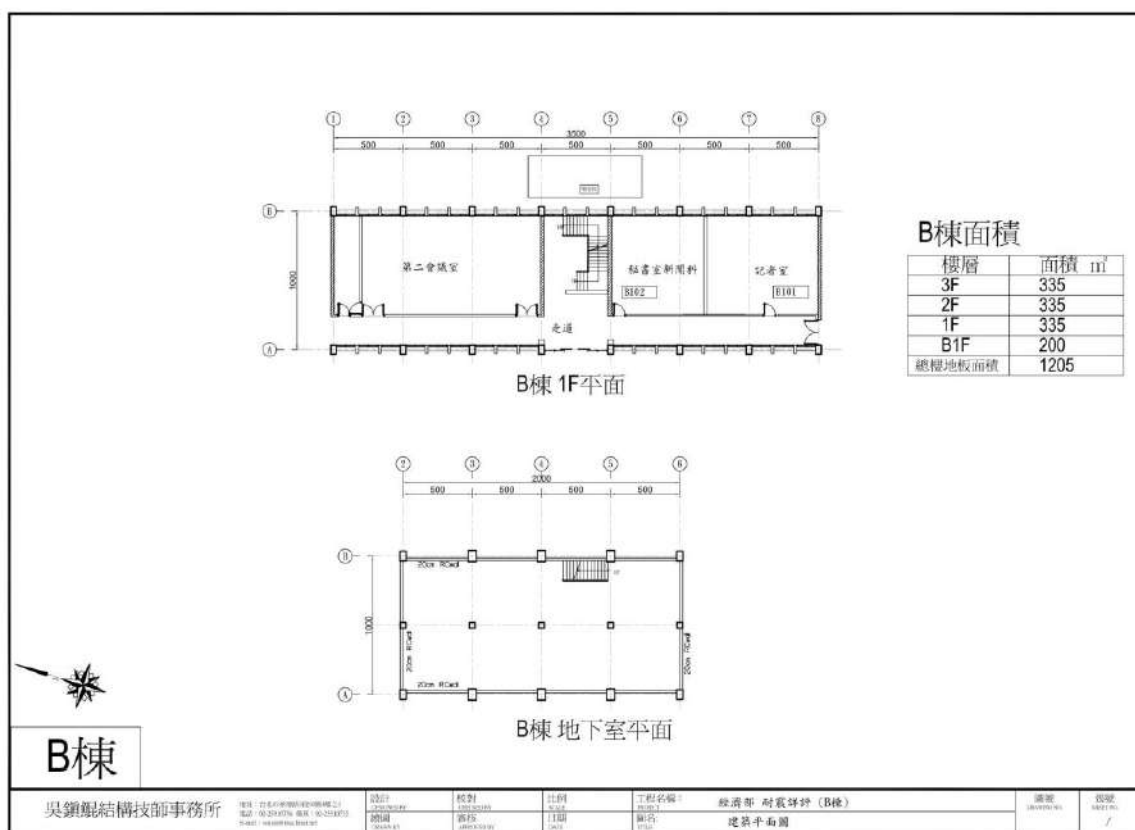 ① ② ③ ④ ⑤ ⑥ ⑦ ⑧
3500
500 500 500 500 500 500 500
B
1000
A
第二會議室
秘書室新聞科
B102
記者室
B101
走道
B棟 1F平面
B棟面積
樓層 面積 ㎡
3F 335
2F 335
1F 335
B1F 200
總樓地板面積 1205
② ③ ④ ⑤ ⑥
2000
500 500 500 500
B
1000
A
20cm RCwall
20cm RCwall
20cm RCwall
20cm RCwall
B棟 地下室平面
B棟
吳鎮鯤結構技師事務所
設計 校對 比例 工程名稱: 經濟部 耐震詳評 (B棟) 圖號 張號
繪圖 審核 日期 圖名: 建築平面圖 /